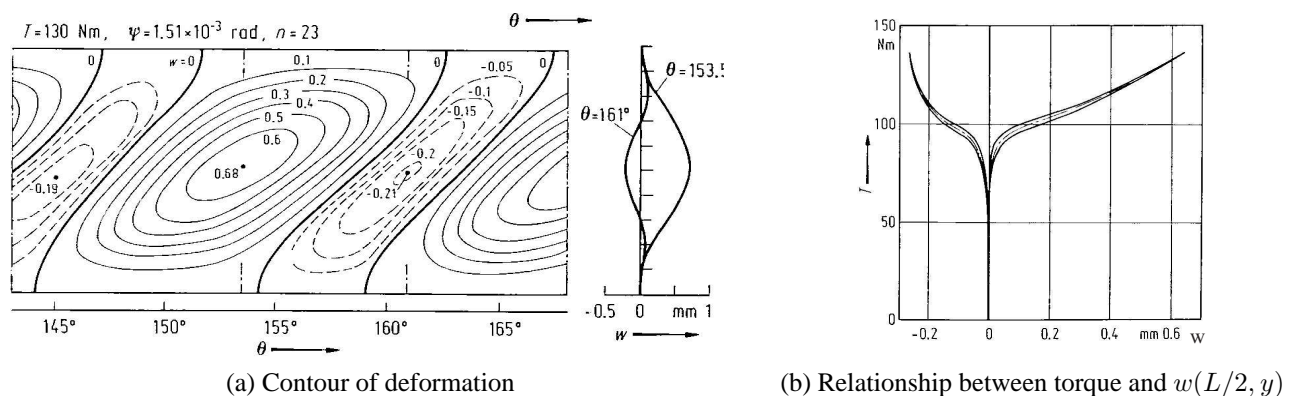 T=130 Nm, ψ=1.51×10⁻³ rad, n=23
θ
0
w=0
0.1
0
-0.05
0
0.2
-0.1
0.3
-0.15
0.4
0.5
0.6
-0.2
0.68
-0.19
-0.21
145°
150°
155°
160°
165°
θ
θ=153.5
θ=161°
-0.5
0
mm 1
w
150
Nm
100
T
50
0
-0.2
0
0.2
0.4
mm 0.6
w
(a) Contour of deformation
(b) Relationship between torque and w(L/2, y)